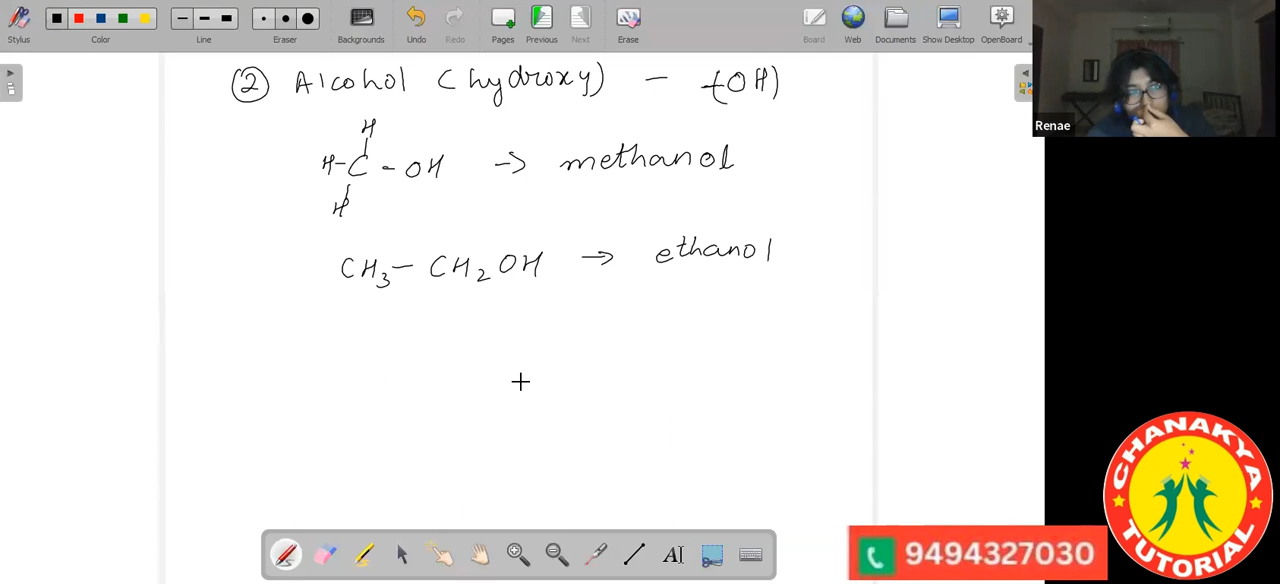 Stylus Color Line Eraser Backgrounds Undo Redo Pages Previous Next Erase Board Web Documents Show Desktop OpenBoard
Renae
② Alcohol (hydroxy) - (OH)
H
H-C-OH → methanol
H
CH₃- CH₂OH → ethanol
CHANAKYA
TUTORIAL
9494327030
AI